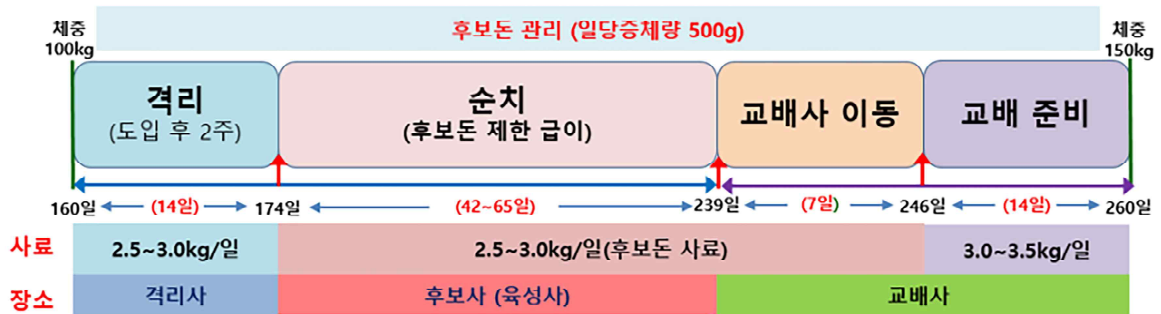 후보돈 관리 (일당증체량 500g)
체중
100kg
체중
150kg
격리
(도입 후 2주)
순치
(후보돈 제한 급이)
교배사 이동
교배 준비
160일 (14일) 174일 (42~65일) 239일 (7일) 246일 (14일) 260일
사료 2.5~3.0kg/일 2.5~3.0kg/일(후보돈 사료) 3.0~3.5kg/일
장소 격리사 후보사 (육성사) 교배사